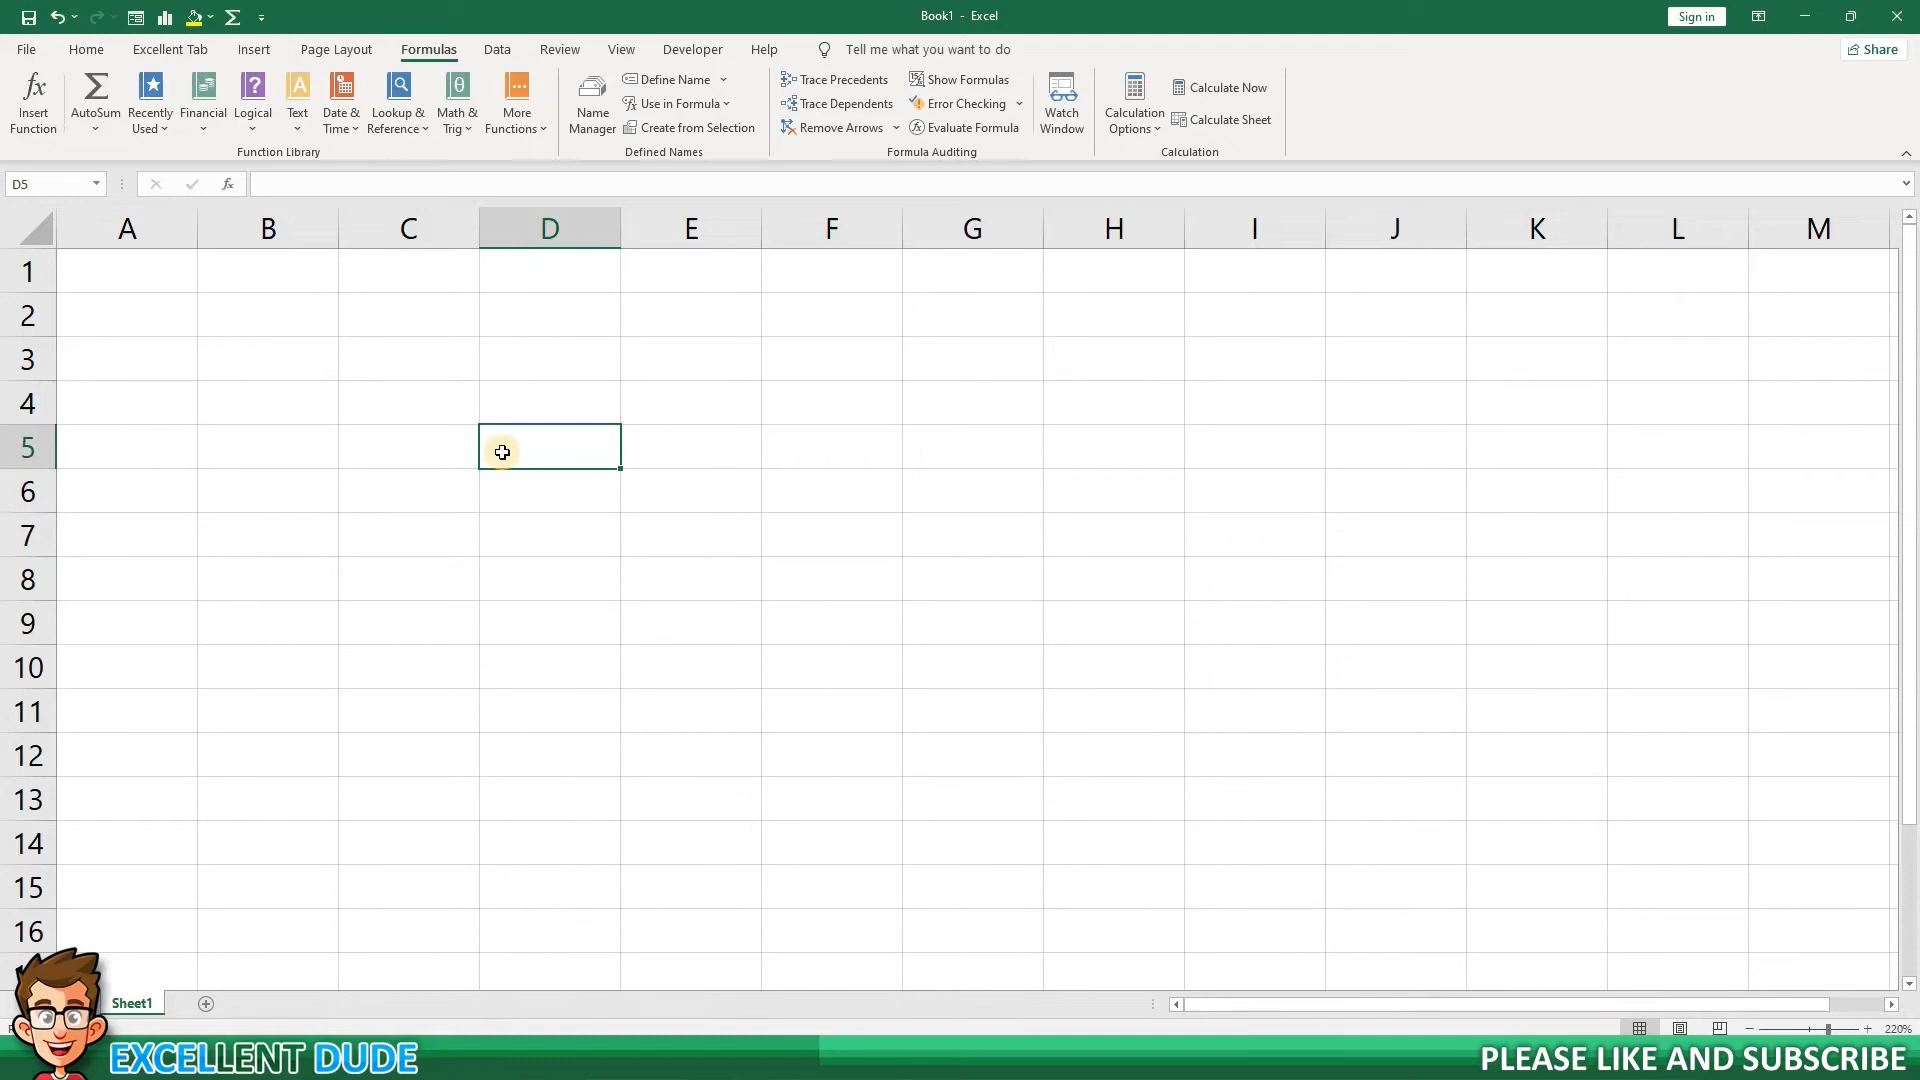 Book1 - Excel
Sign in
File Home Excellent Tab Insert Page Layout Formulas Data Review View Developer Help Tell me what you want to do Share
Insert Function
AutoSum
Recently Used
Financial
Logical
Text
Date & Time
Lookup & Reference
Math & Trig
More Functions
Function Library
Name Manager
Define Name
Use in Formula
Create from Selection
Defined Names
Trace Precedents
Trace Dependents
Remove Arrows
Show Formulas
Error Checking
Evaluate Formula
Formula Auditing
Watch Window
Calculation Options
Calculate Now
Calculate Sheet
Calculation
D5
fx
A B C D E F G H I J K L M
1
2
3
4
5
6
7
8
9
10
11
12
13
14
15
16
Sheet1
220%
EXCELLENT DUDE
PLEASE LIKE AND SUBSCRIBE